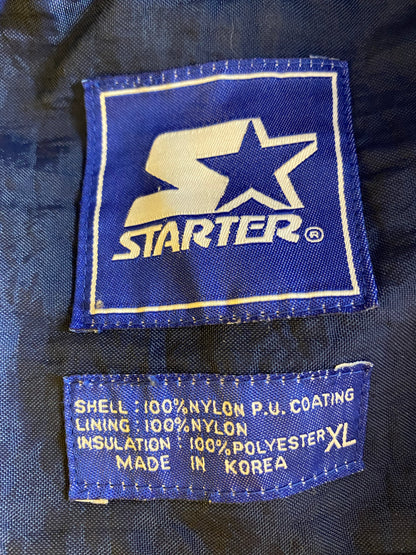 STARTER®
SHELL : 100% NYLON P.U. COATING
LINING : 100% NYLON
INSULATION : 100% POLYESTER XL
MADE IN KOREA